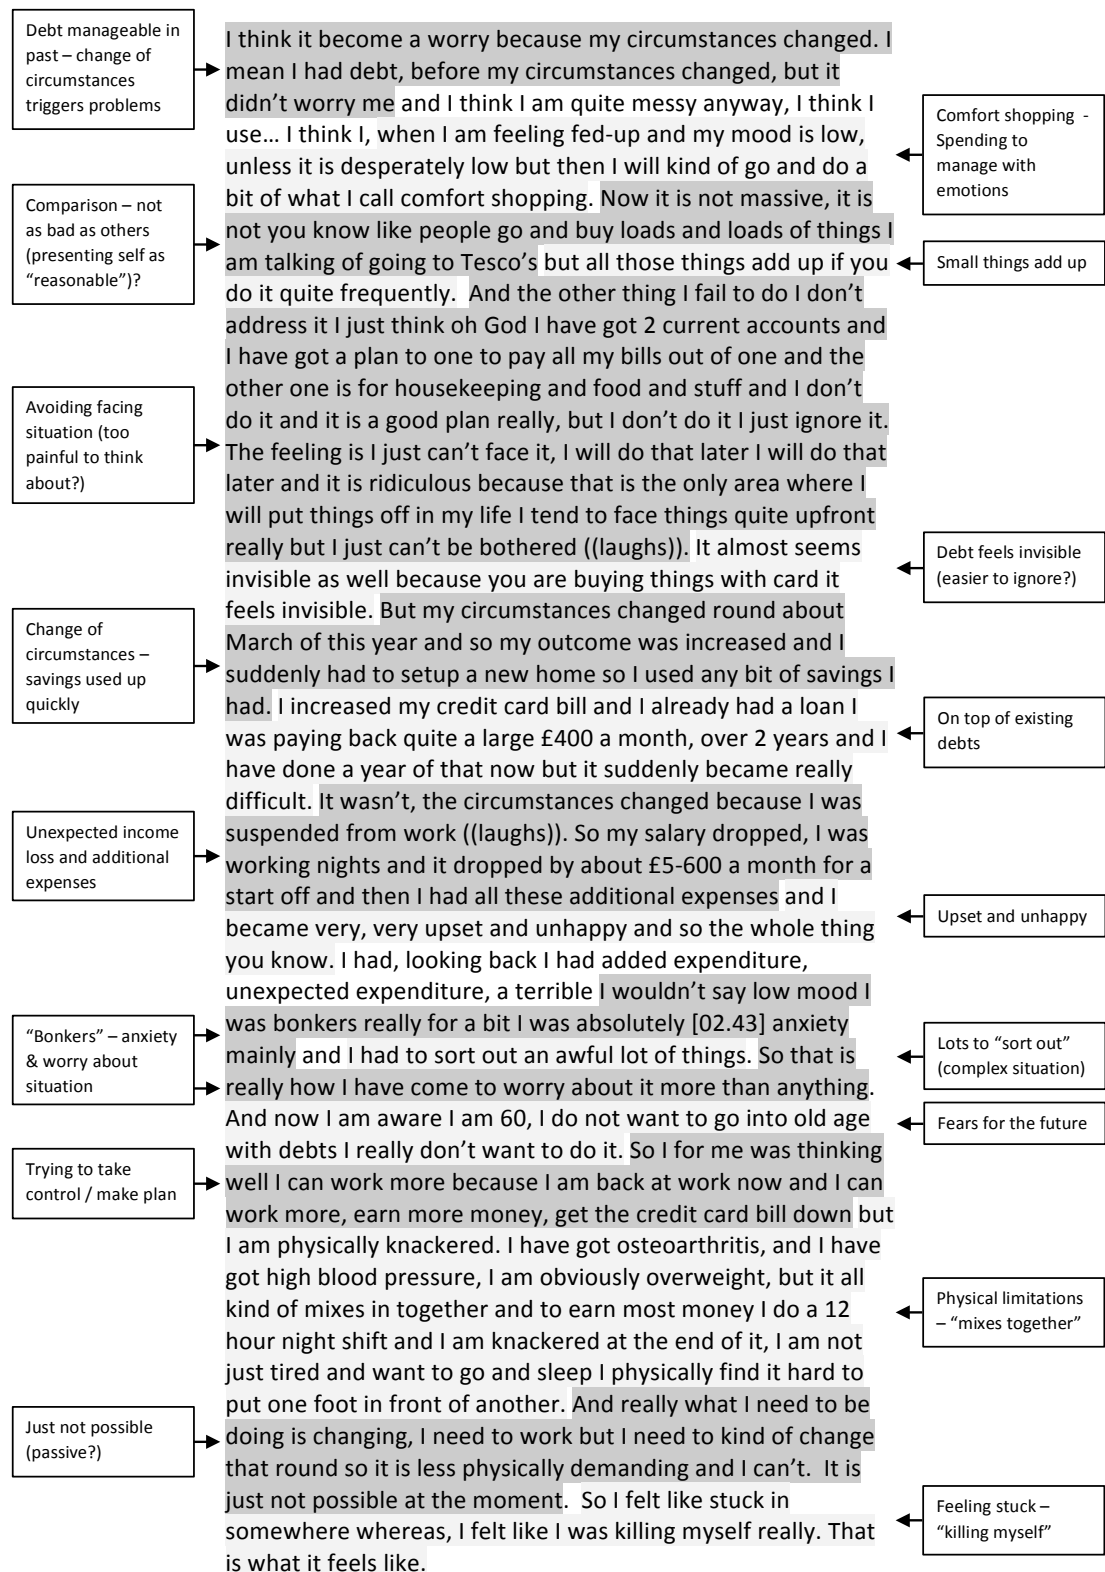 Debt manageable in
past – change of
circumstances
triggers problems
Comparison – not
as bad as others
(presenting self as
“reasonable”)?
Avoiding facing
situation (too
painful to think
about?)
Change of
circumstances –
savings used up
quickly
Unexpected income
loss and additional
expenses
“Bonkers” – anxiety
& worry about
situation
Trying to take
control / make plan
Just not possible
(passive?)
I think it become a worry because my circumstances changed. I
mean I had debt, before my circumstances changed, but it
didn’t worry me and I think I am quite messy anyway, I think I
use… I think I, when I am feeling fed-up and my mood is low,
unless it is desperately low but then I will kind of go and do a
bit of what I call comfort shopping. Now it is not massive, it is
not you know like people go and buy loads and loads of things I
am talking of going to Tesco’s but all those things add up if you
do it quite frequently.  And the other thing I fail to do I don’t
address it I just think oh God I have got 2 current accounts and
I have got a plan to one to pay all my bills out of one and the
other one is for housekeeping and food and stuff and I don’t
do it and it is a good plan really, but I don’t do it I just ignore it.
The feeling is I just can’t face it, I will do that later I will do that
later and it is ridiculous because that is the only area where I
will put things off in my life I tend to face things quite upfront
really but I just can’t be bothered ((laughs)). It almost seems
invisible as well because you are buying things with card it
feels invisible. But my circumstances changed round about
March of this year and so my outcome was increased and I
suddenly had to setup a new home so I used any bit of savings I
had. I increased my credit card bill and I already had a loan I
was paying back quite a large £400 a month, over 2 years and I
have done a year of that now but it suddenly became really
difficult. It wasn’t, the circumstances changed because I was
suspended from work ((laughs)). So my salary dropped, I was
working nights and it dropped by about £5-600 a month for a
start off and then I had all these additional expenses and I
became very, very upset and unhappy and so the whole thing
you know. I had, looking back I had added expenditure,
unexpected expenditure, a terrible I wouldn’t say low mood I
was bonkers really for a bit I was absolutely [02.43] anxiety
mainly and I had to sort out an awful lot of things. So that is
really how I have come to worry about it more than anything.
And now I am aware I am 60, I do not want to go into old age
with debts I really don’t want to do it. So I for me was thinking
well I can work more because I am back at work now and I can
work more, earn more money, get the credit card bill down but
I am physically knackered. I have got osteoarthritis, and I have
got high blood pressure, I am obviously overweight, but it all
kind of mixes in together and to earn most money I do a 12
hour night shift and I am knackered at the end of it, I am not
just tired and want to go and sleep I physically find it hard to
put one foot in front of another. And really what I need to be
doing is changing, I need to work but I need to kind of change
that round so it is less physically demanding and I can’t.  It is
just not possible at the moment.  So I felt like stuck in
somewhere whereas, I felt like I was killing myself really. That
is what it feels like.
Comfort shopping  -
Spending to
manage with
emotions
Small things add up
Debt feels invisible
(easier to ignore?)
On top of existing
debts
Upset and unhappy
Lots to “sort out”
(complex situation)
Fears for the future
Physical limitations
– “mixes together”
Feeling stuck –
“killing myself”